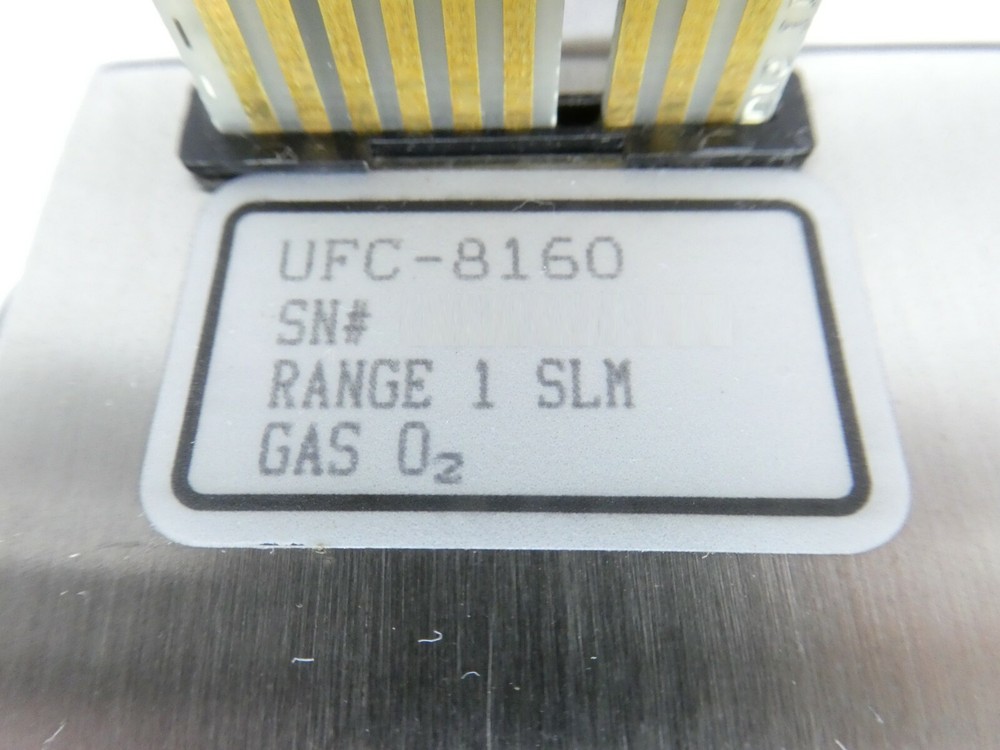 UFC-8160
SN#
RANGE 1 SLM
GAS O₂